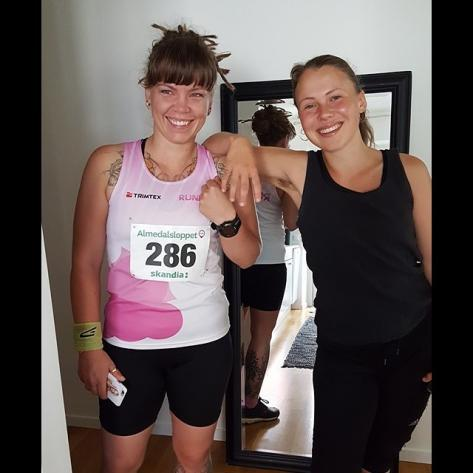 TRIMTEX
RUN
Almedalsloppet
286
skandia: